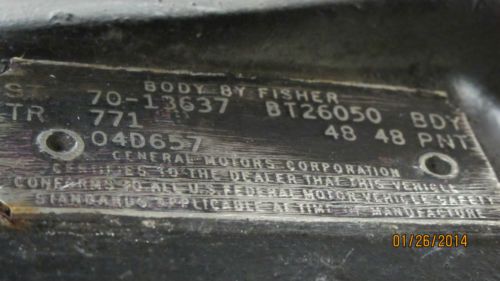 BODY BY FISHER
ST 70-13637 BT26050 BDY
TR 771 48 48 PNT
04D657
GENERAL MOTORS CORPORATION
CERTIFIES TO THE DEALER THAT THIS VEHICLE
CONFORMS TO ALL U.S. FEDERAL MOTOR VEHICLE SAFETY
STANDARDS APPLICABLE AT TIME OF MANUFACTURE
01/26/2014